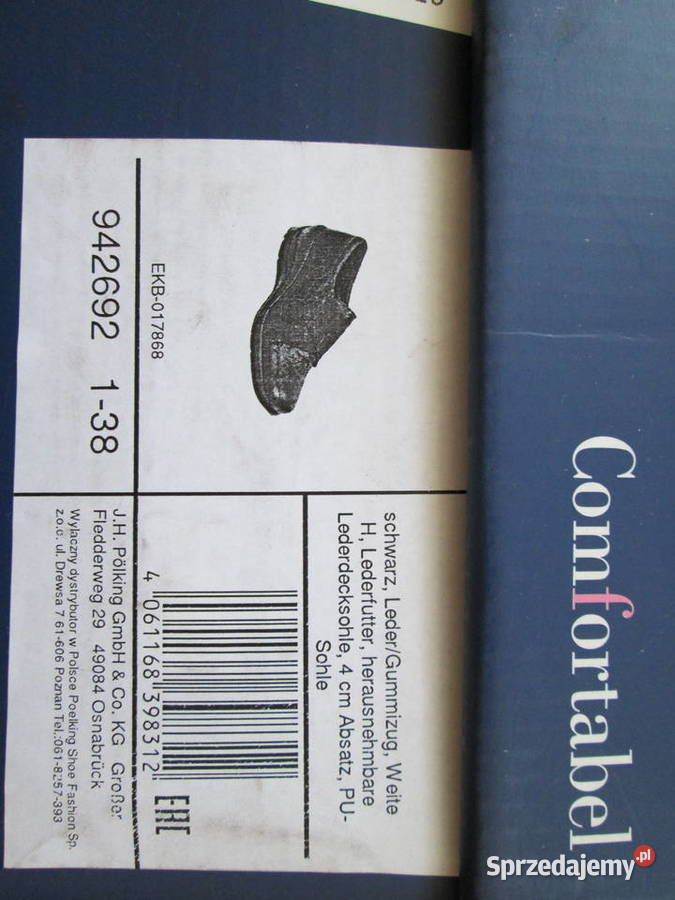 Comfortabel
schwarz, Leder/Gummizug, Weite
H, Lederfutter, herausnehmbare
Lederdecksohle, 4 cm Absatz, PU-
Sohle
EKB-017868
942692 1-38
4 061168 398312
EAC
J.H. Pölking GmbH & Co. KG Großer
Fledderweg 29 49084 Osnabrück
Wylaczny dystrybutor w Polsce Poelking Shoe Fashion Sp.
z.o.c. ul. Drewsa 7 61-606 Poznan Tel.:061-8257-393
Sprzedajemy.pl